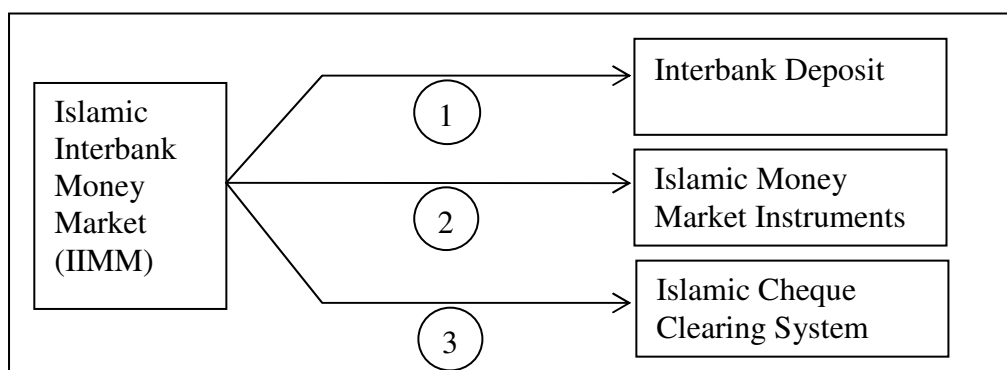 Islamic
Interbank
Money
Market
(IIMM)
1
Interbank Deposit
2
Islamic Money
Market Instruments
3
Islamic Cheque
Clearing System